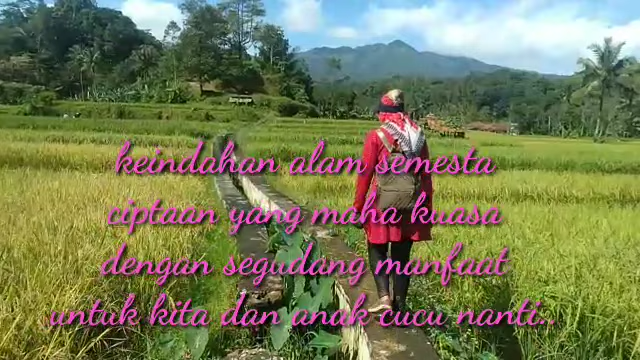 keindahan alam semesta
ciptaan yang maha kuasa
dengan segudang manfaat
untuk kita dan anak cucu nanti..